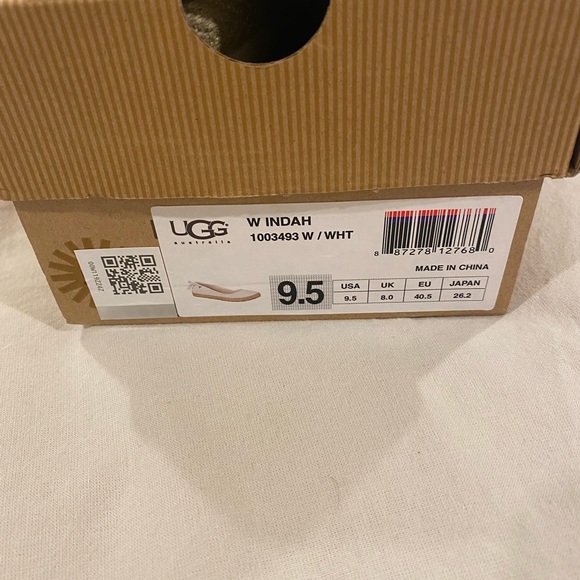 UGG
australia
W INDAH
1003493 W / WHT
8 87278 12768 0
MADE IN CHINA
9.5
USA UK EU JAPAN
9.5 8.0 40.5 26.2